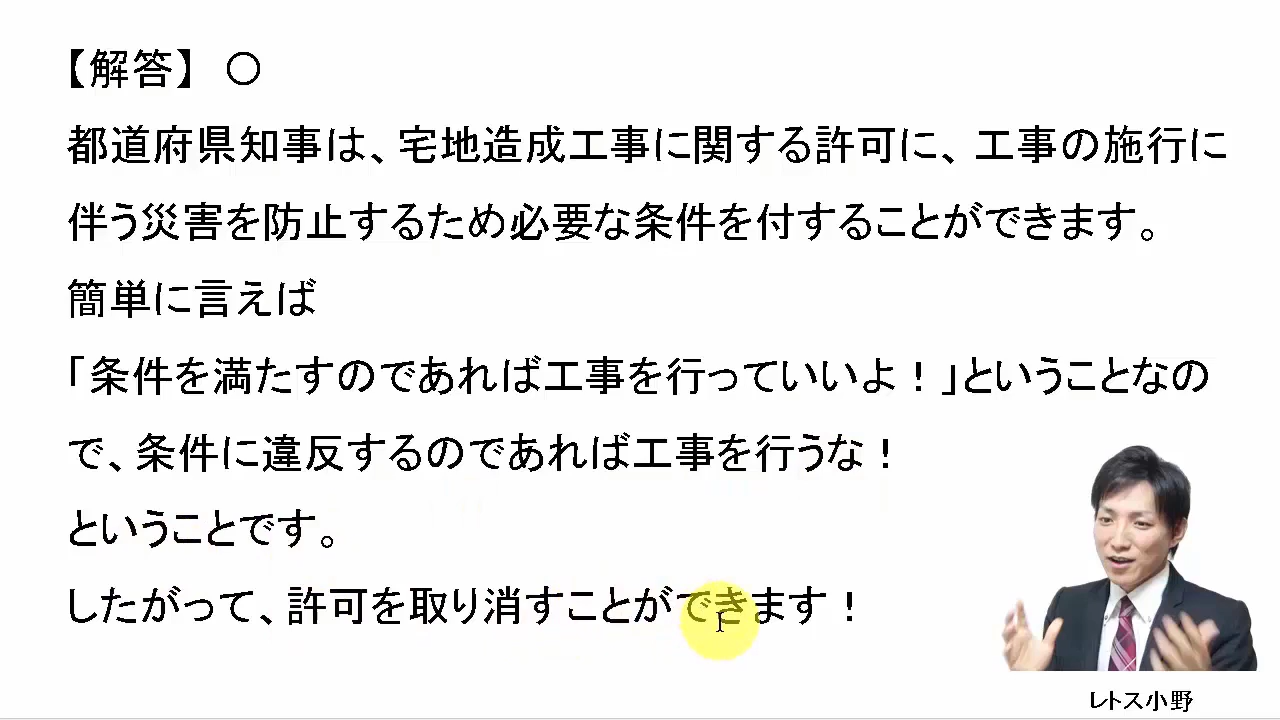 【解答】 〇
都道府県知事は、宅地造成工事に関する許可に、工事の施行に
伴う災害を防止するため必要な条件を付することができます。
簡単に言えば
「条件を満たすのであれば工事を行っていいよ！」ということなの
で、条件に違反するのであれば工事を行うな！
ということです。
したがって、許可を取り消すことができます！
レトス小野